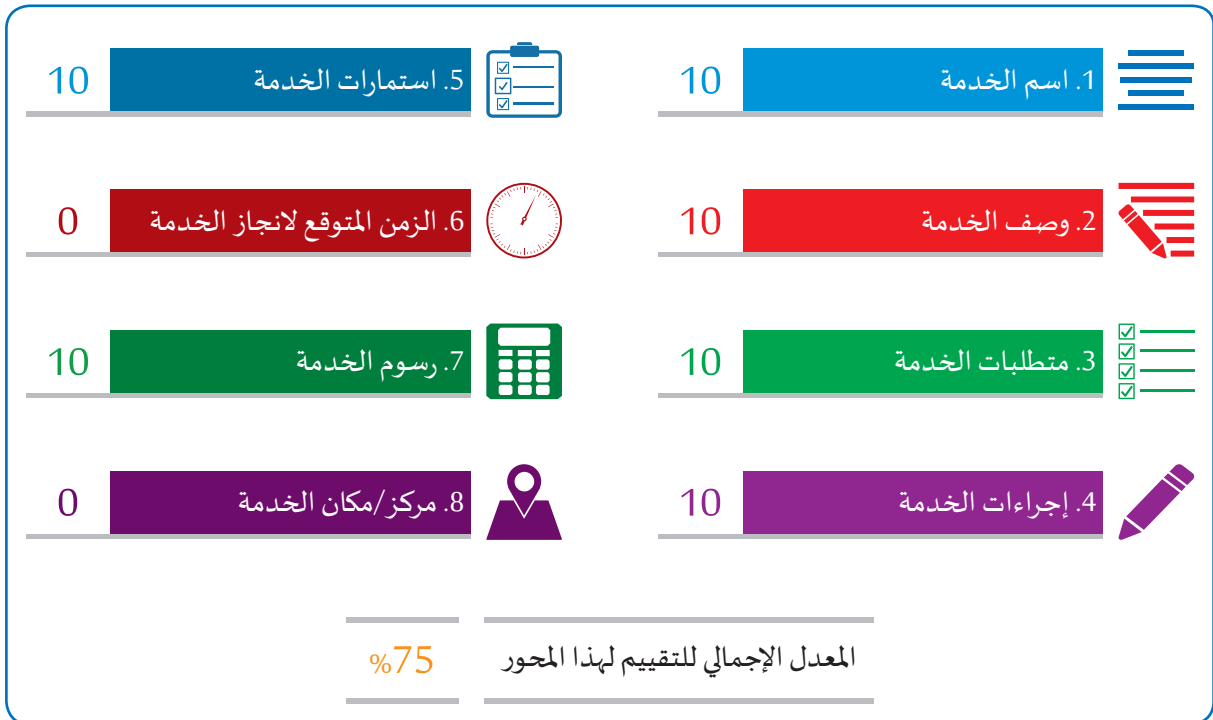 1. اسم الخدمة 10
5. استمارات الخدمة 10
2. وصف الخدمة 10
6. الزمن المتوقع لانجاز الخدمة 0
3. متطلبات الخدمة 10
7. رسوم الخدمة 10
4. إجراءات الخدمة 10
8. مركز/مكان الخدمة 0
المعدل الإجمالي للتقييم لهذا المحور %75